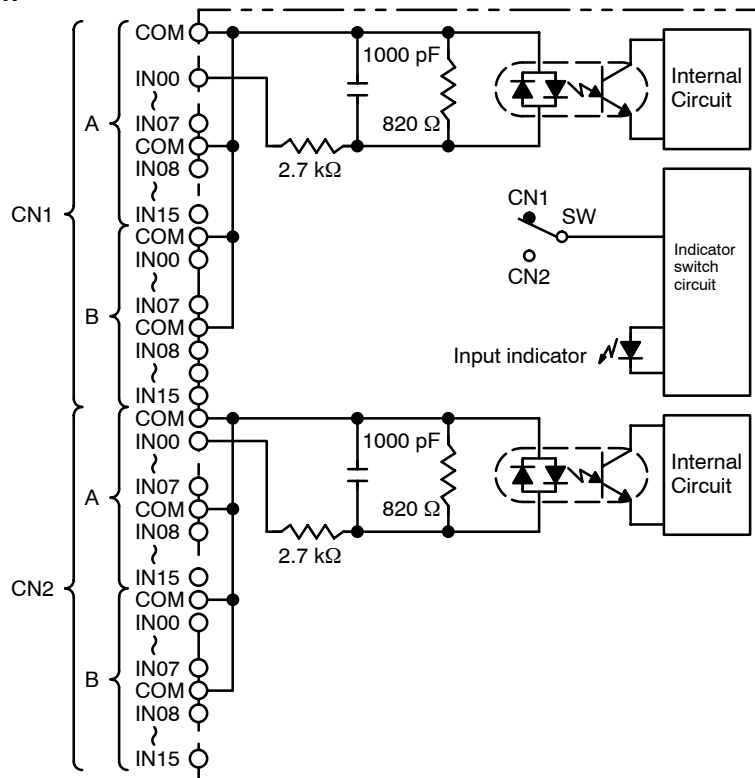 COM
1000 pF
IN00
Internal
Circuit
A
IN07
820 Ω
COM
IN08
2.7 kΩ
CN1
IN15
CN1
SW
COM
IN00
CN2
Indicator
switch
circuit
B
IN07
COM
IN08
Input indicator
IN15
COM
1000 pF
IN00
Internal
Circuit
A
IN07
820 Ω
COM
IN08
2.7 kΩ
CN2
IN15
COM
IN00
B
IN07
COM
IN08
IN15